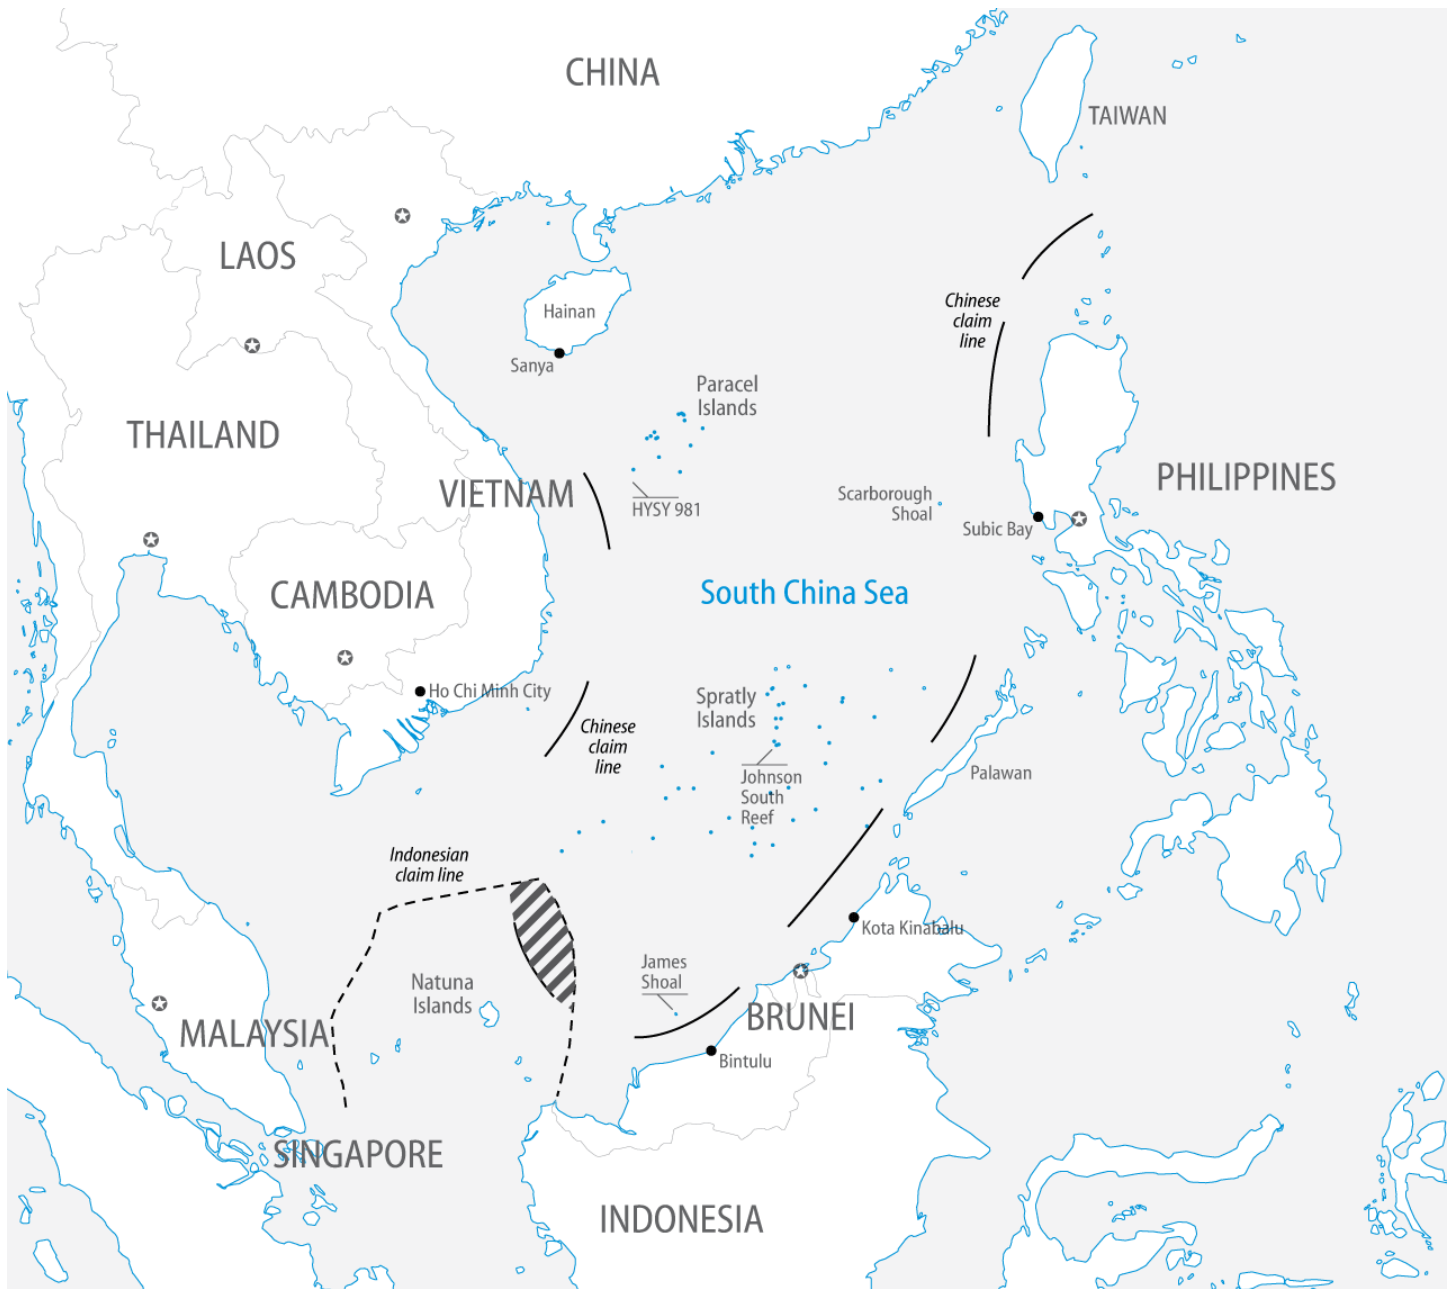 CHINA
TAIWAN
LAOS
Hainan
Sanya
Chinese
claim
line
Paracel
Islands
THAILAND
VIETNAM
HYSY 981
Scarborough
Shoal
Subic Bay
PHILIPPINES
CAMBODIA
South China Sea
Ho Chi Minh City
Spratly
Islands
Chinese
claim
line
Johnson
South
Reef
Palawan
Indonesian
claim line
Kota Kinabalu
Natuna
Islands
James
Shoal
MALAYSIA
BRUNEI
Bintulu
SINGAPORE
INDONESIA